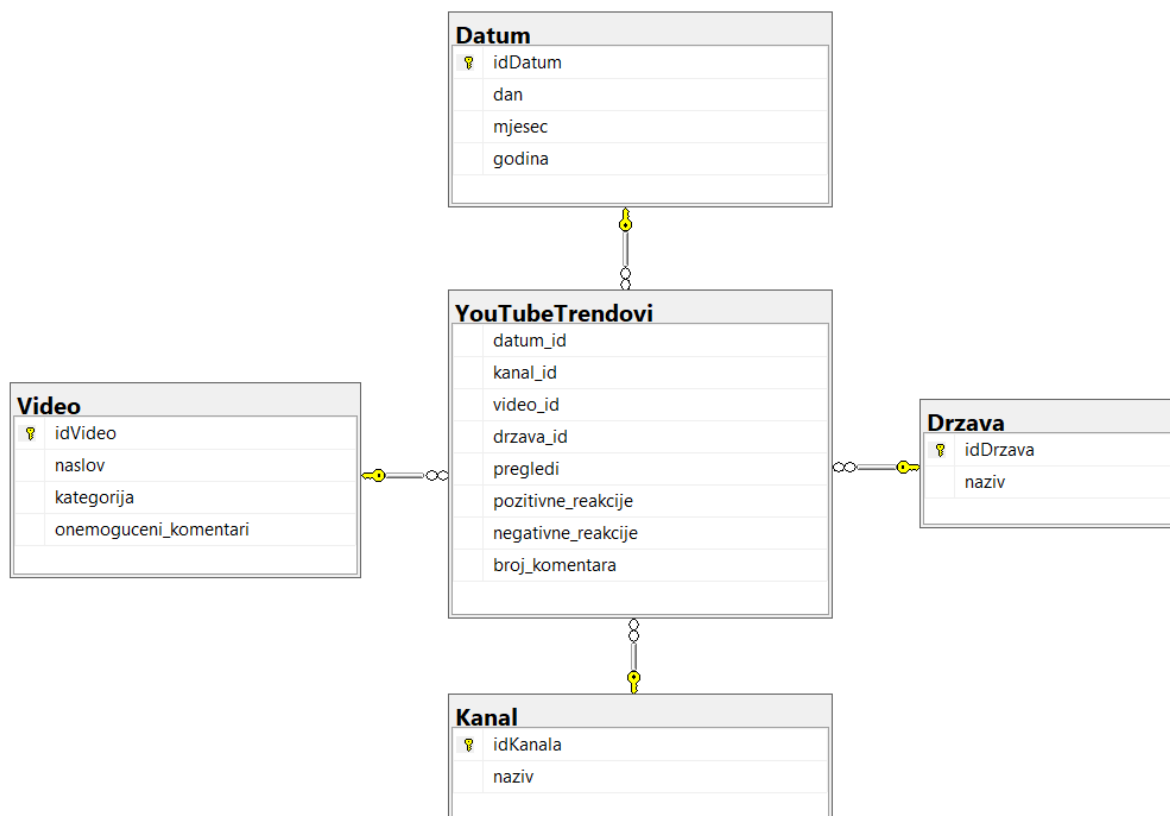 Datum
idDatum
dan
mjesec
godina
YouTubeTrendovi
datum_id
kanal_id
video_id
drzava_id
pregledi
pozitivne_reakcije
negativne_reakcije
broj_komentara
Video
idVideo
naslov
kategorija
onemoguceni_komentari
Drzava
idDrzava
naziv
Kanal
idKanala
naziv